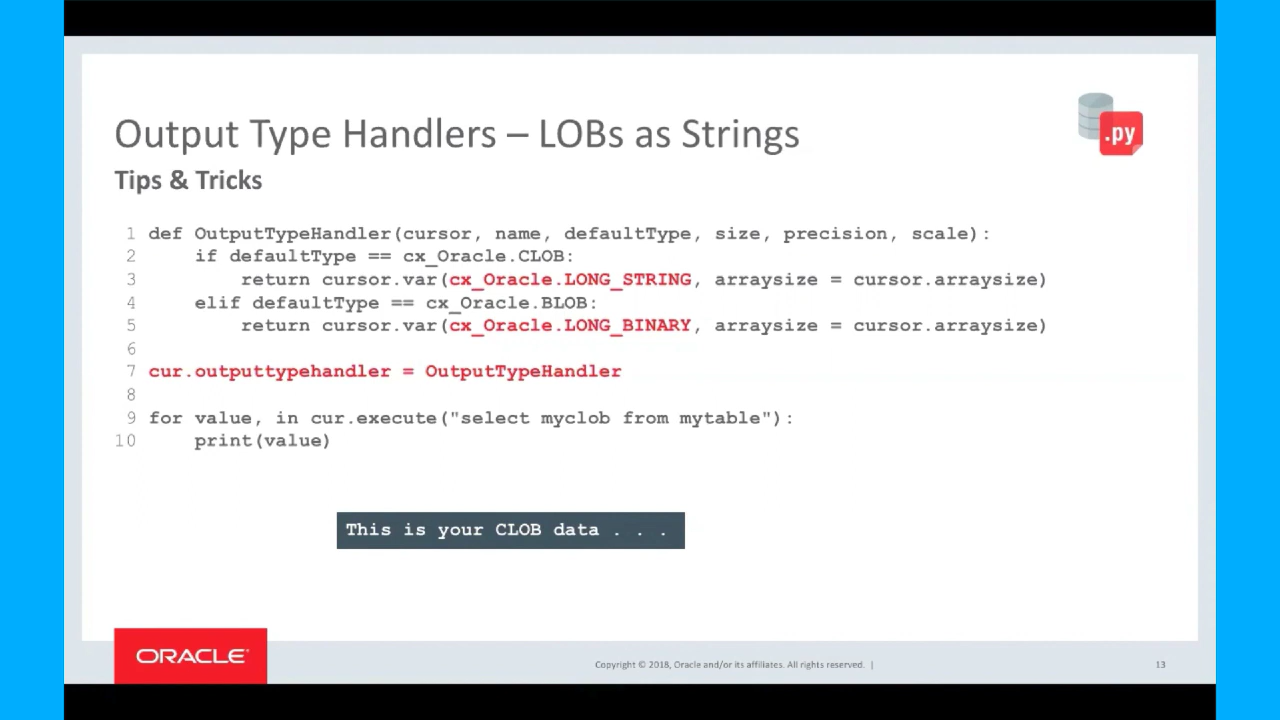 Output Type Handlers – LOBs as Strings
.py
Tips & Tricks
1 def OutputTypeHandler(cursor, name, defaultType, size, precision, scale):
2     if defaultType == cx_Oracle.CLOB:
3         return cursor.var(cx_Oracle.LONG_STRING, arraysize = cursor.arraysize)
4     elif defaultType == cx_Oracle.BLOB:
5         return cursor.var(cx_Oracle.LONG_BINARY, arraysize = cursor.arraysize)
6
7 cur.outputtypehandler = OutputTypeHandler
8
9 for value, in cur.execute("select myclob from mytable"):
10     print(value)
This is your CLOB data . . .
ORACLE®
Copyright © 2018, Oracle and/or its affiliates. All rights reserved. |
13